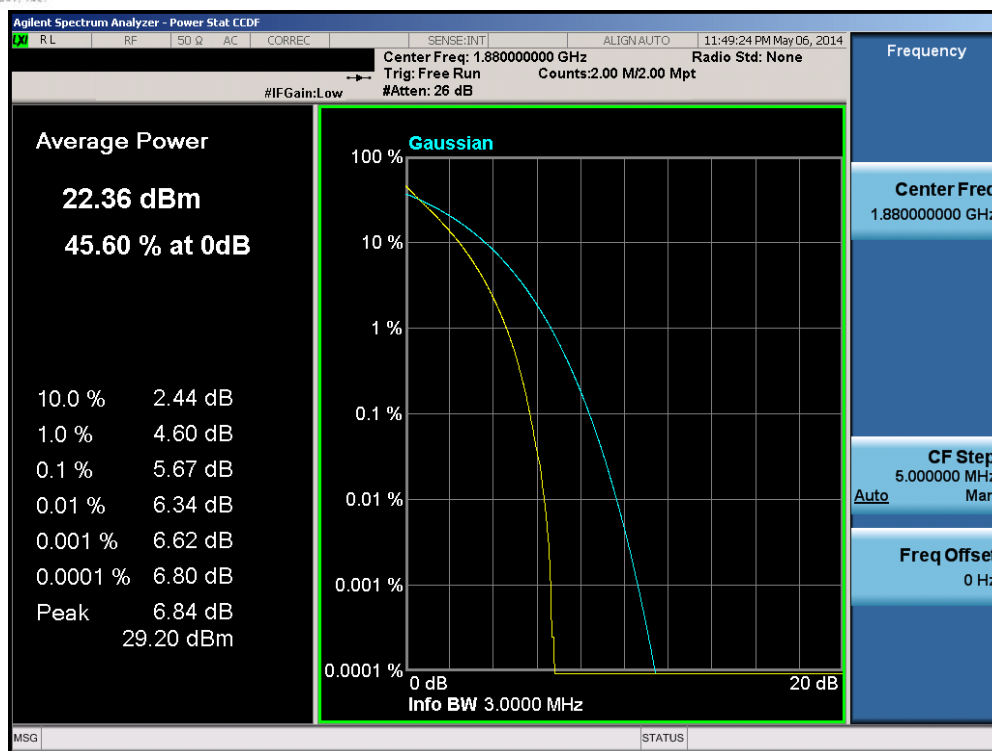 Agilent Spectrum Analyzer - Power Stat CCDF
LXI RL RF 50 Ω AC CORREC SENSE:INT ALIGN AUTO 11:49:24 PM May 06, 2014
Center Freq: 1.880000000 GHz Radio Std: None
Trig: Free Run Counts:2.00 M/2.00 Mpt
#IFGain:Low #Atten: 26 dB
Frequency
Average Power
22.36 dBm
45.60 % at 0dB
10.0 % 2.44 dB
1.0 % 4.60 dB
0.1 % 5.67 dB
0.01 % 6.34 dB
0.001 % 6.62 dB
0.0001 % 6.80 dB
Peak 6.84 dB
29.20 dBm
Gaussian
100 %
10 %
1 %
0.1 %
0.01 %
0.001 %
0.0001 %
0 dB 20 dB
Info BW 3.0000 MHz
Center Freq
1.880000000 GHz
CF Step
5.000000 MHz
Auto Man
Freq Offset
0 Hz
MSG STATUS